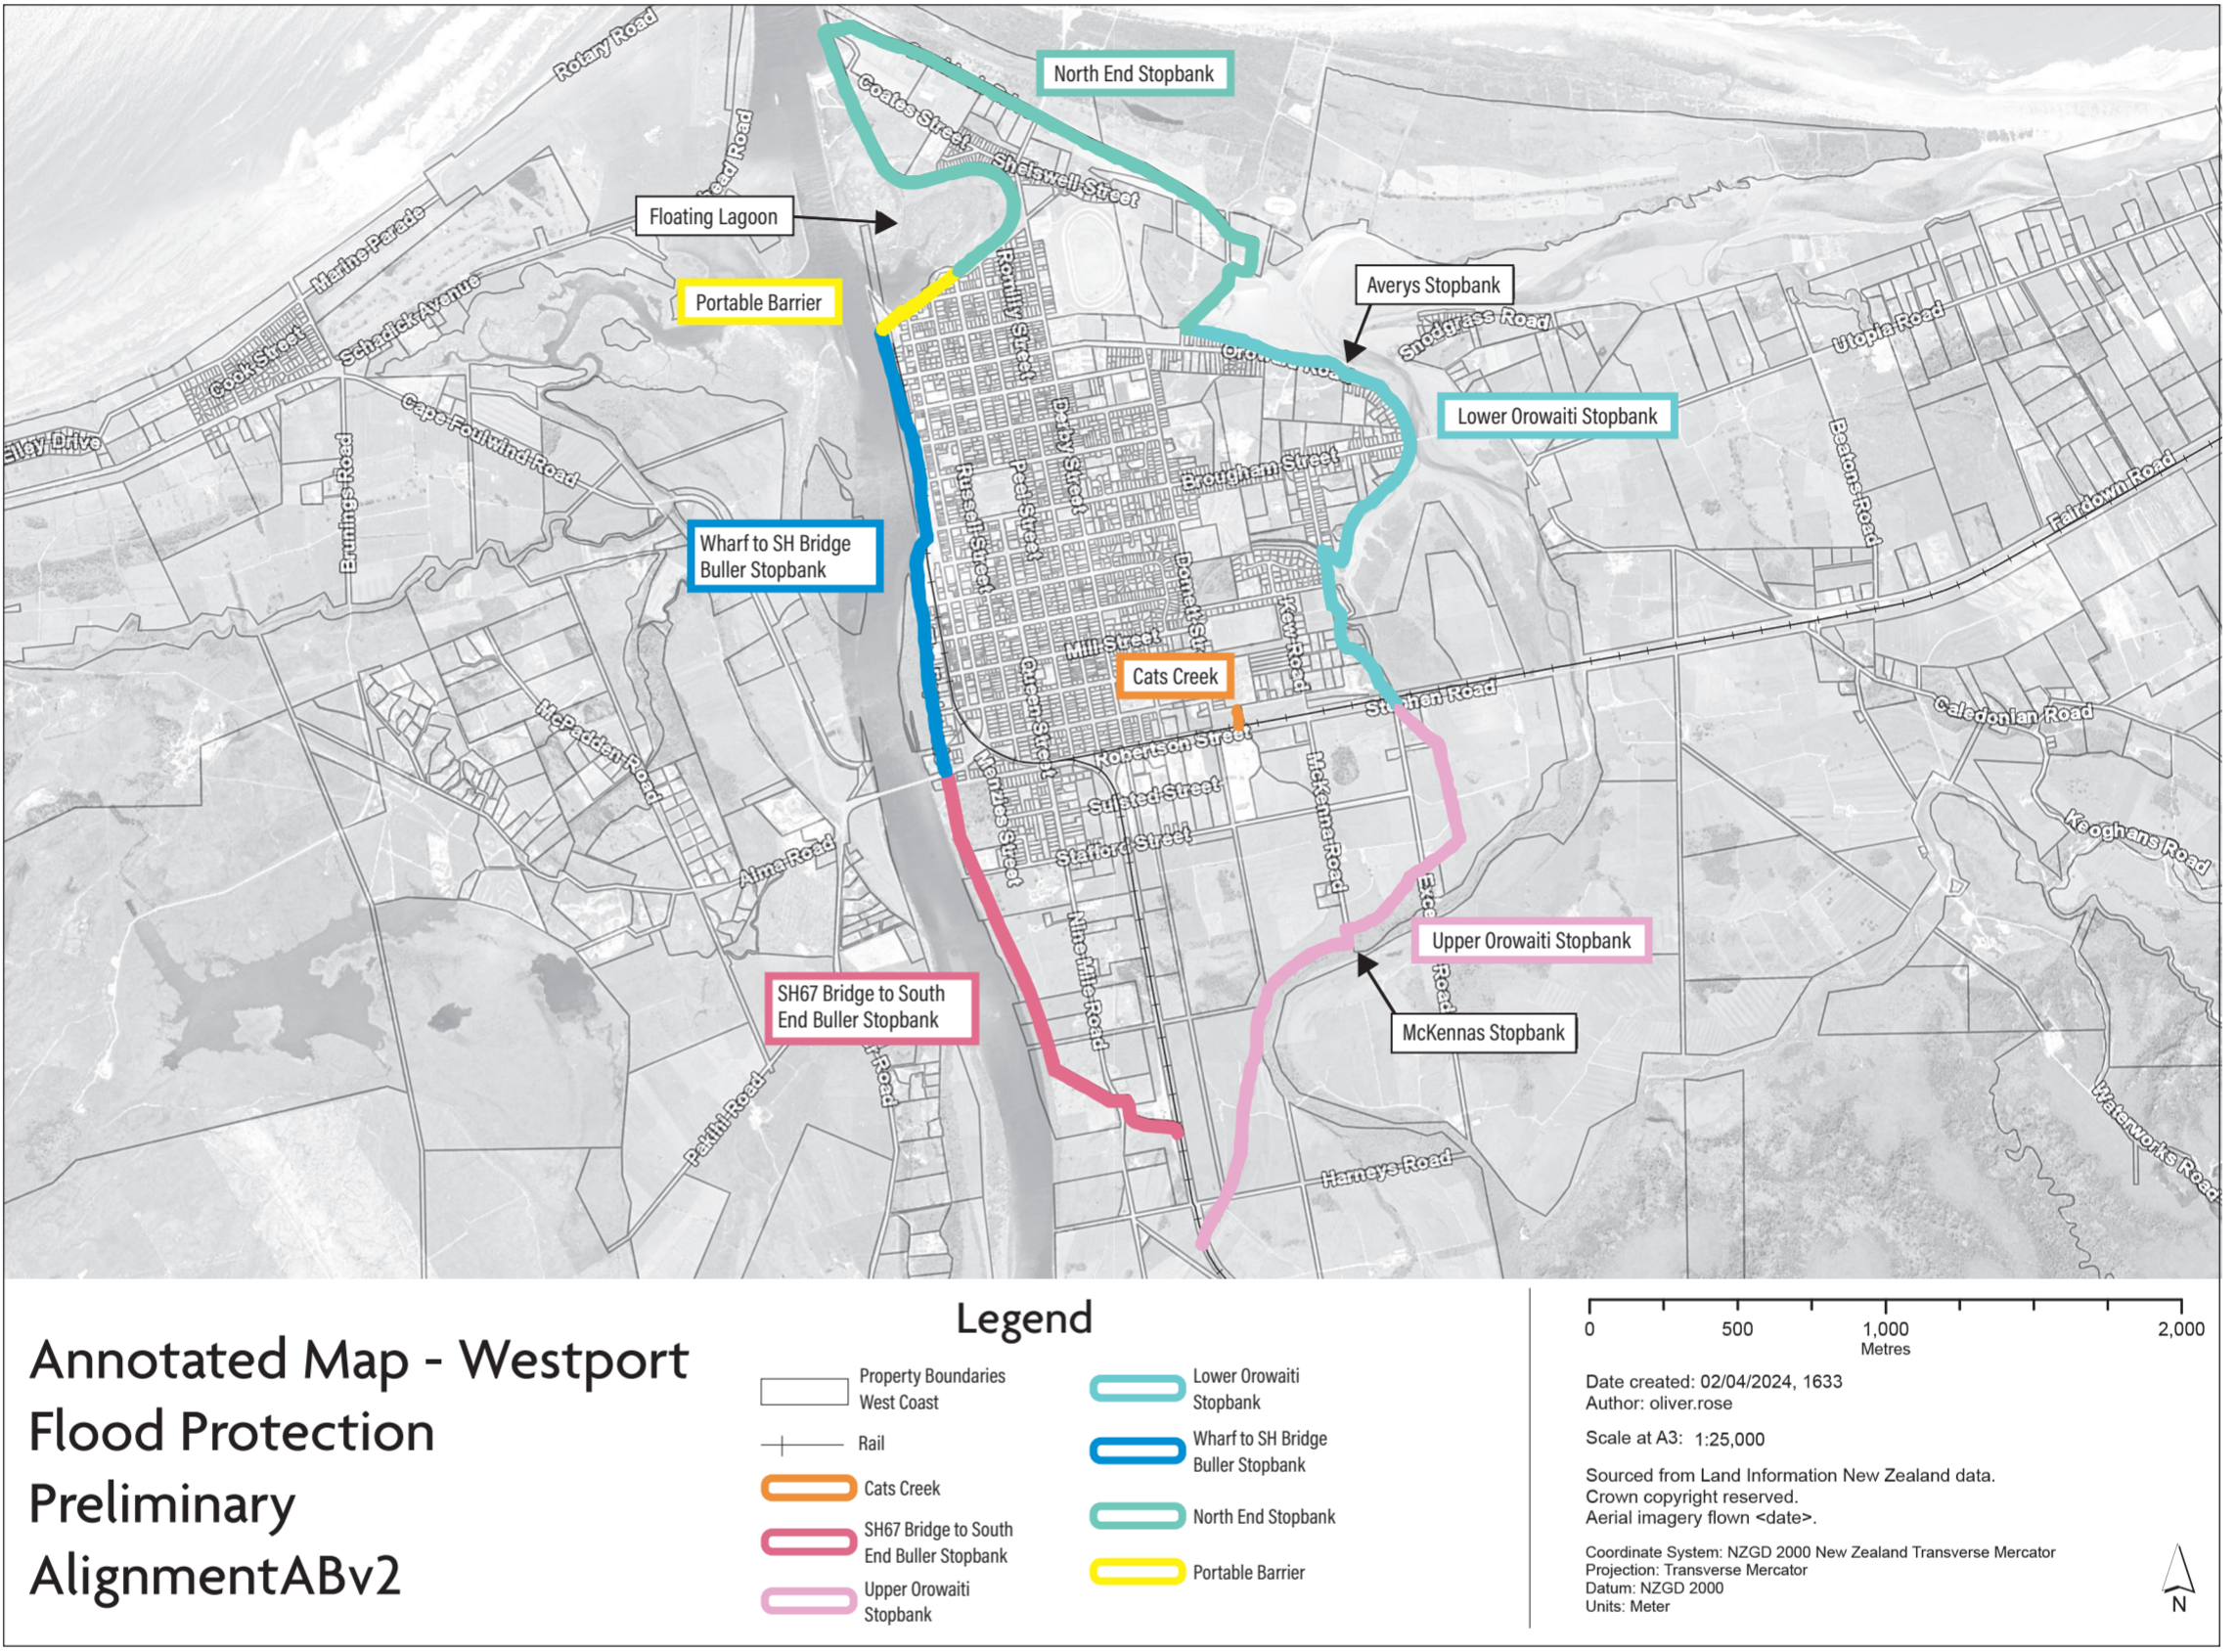 Rotary Road
North End Stopbank
Coates Street
Shelswell Street
Floating Lagoon
Marine Parade
Portable Barrier
Schadick Avenue
Romilly Street
Averys Stopbank
Snodgrass Road
Utopia Road
Cook Street
Cape Foulwind Road
Lower Orowaiti Stopbank
Derby Street
Brougham Street
Russell Street
Peel Street
Brunings Road
Beatons Road
Fairdown Road
Wharf to SH Bridge
Buller Stopbank
Kew Road
Mill Street
Cats Creek
Queen Street
Caledonian Road
McPadden Road
Robertson Street
Menzies Street
Suisted Street
McKenna Road
Stafford Street
Keoghans Road
Alma Road
Nine Mile Road
Road
Upper Orowaiti Stopbank
SH67 Bridge to South
End Buller Stopbank
McKennas Stopbank
Road
Pakihi Road
Harneys Road
Waterworks Road
Annotated Map - Westport
Flood Protection
Preliminary
AlignmentABv2
Legend
Property Boundaries
West Coast
Rail
Cats Creek
SH67 Bridge to South
End Buller Stopbank
Upper Orowaiti
Stopbank
Lower Orowaiti
Stopbank
Wharf to SH Bridge
Buller Stopbank
North End Stopbank
Portable Barrier
0 500 1,000 2,000
Metres
Date created: 02/04/2024, 1633
Author: oliver.rose
Scale at A3: 1:25,000
Sourced from Land Information New Zealand data.
Crown copyright reserved.
Aerial imagery flown <date>.
Coordinate System: NZGD 2000 New Zealand Transverse Mercator
Projection: Transverse Mercator
Datum: NZGD 2000
Units: Meter
N